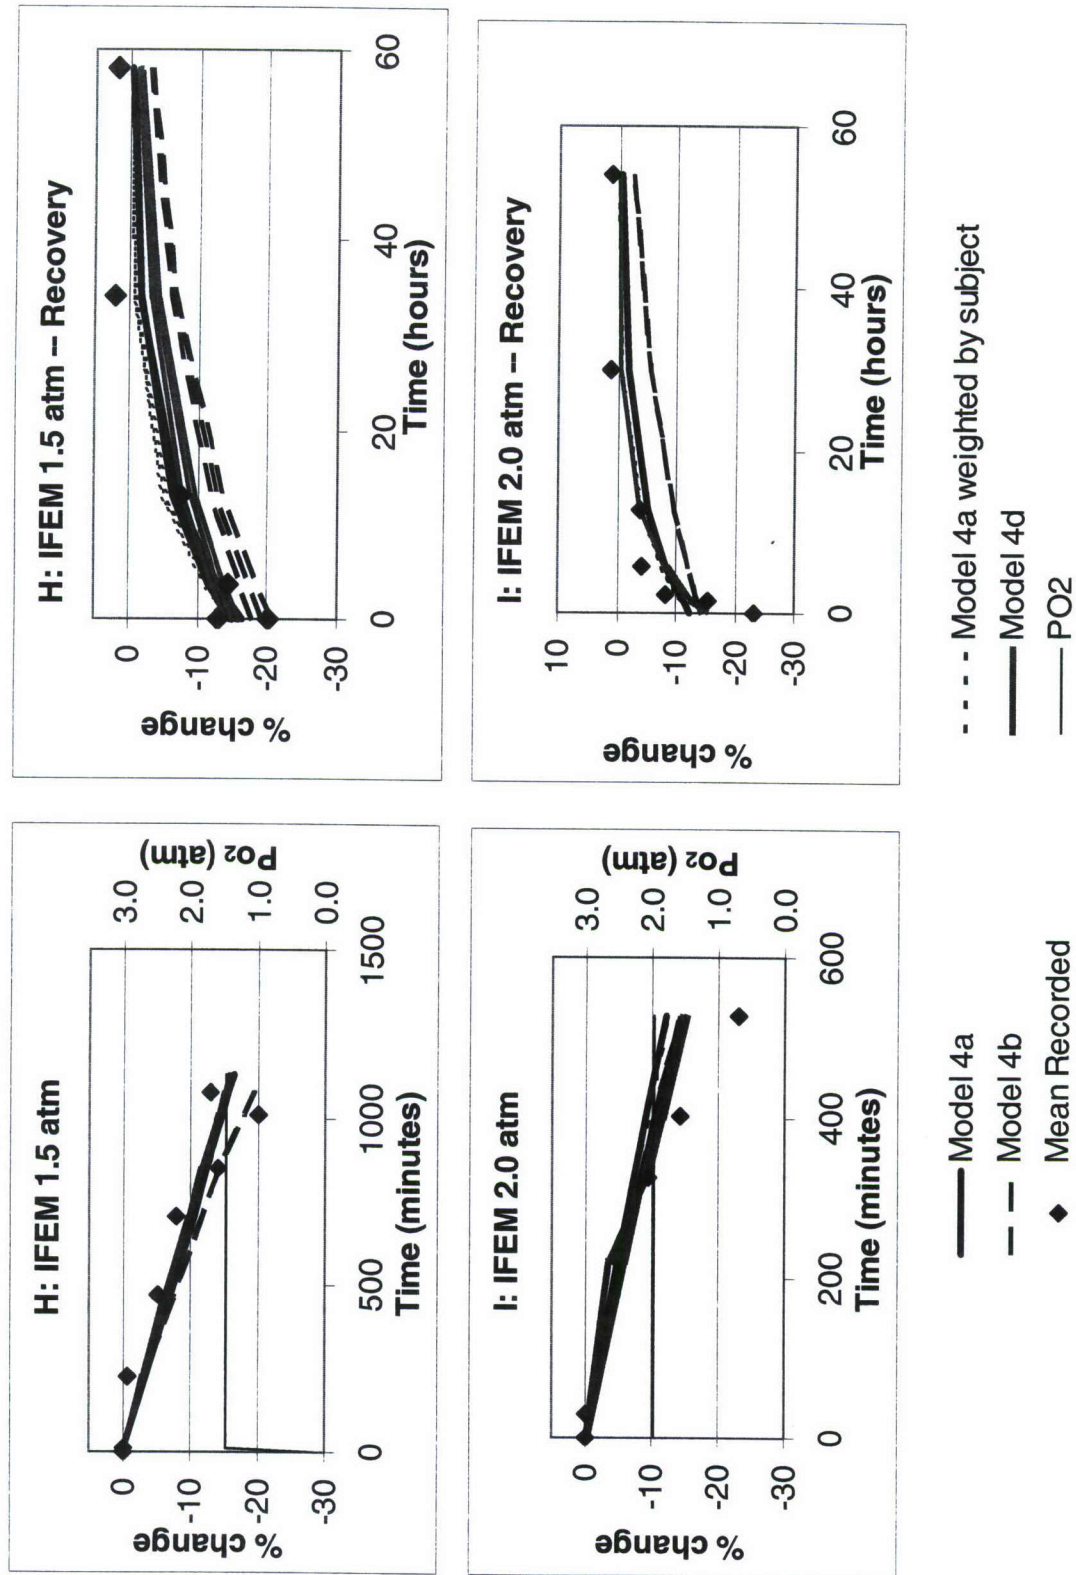 H: IFEM 1.5 atm
% change
0
-10
-20
-30
Po2 (atm)
3.0
2.0
1.0
0.0
0
500
1000
1500
Time (minutes)
H: IFEM 1.5 atm -- Recovery
% change
0
-10
-20
-30
0
20
40
60
Time (hours)
I: IFEM 2.0 atm
% change
0
-10
-20
-30
Po2 (atm)
3.0
2.0
1.0
0.0
0
200
400
600
Time (minutes)
I: IFEM 2.0 atm -- Recovery
% change
10
0
-10
-20
-30
0
20
40
60
Time (hours)
Model 4a
Model 4b
Mean Recorded
Model 4a weighted by subject
Model 4d
PO2